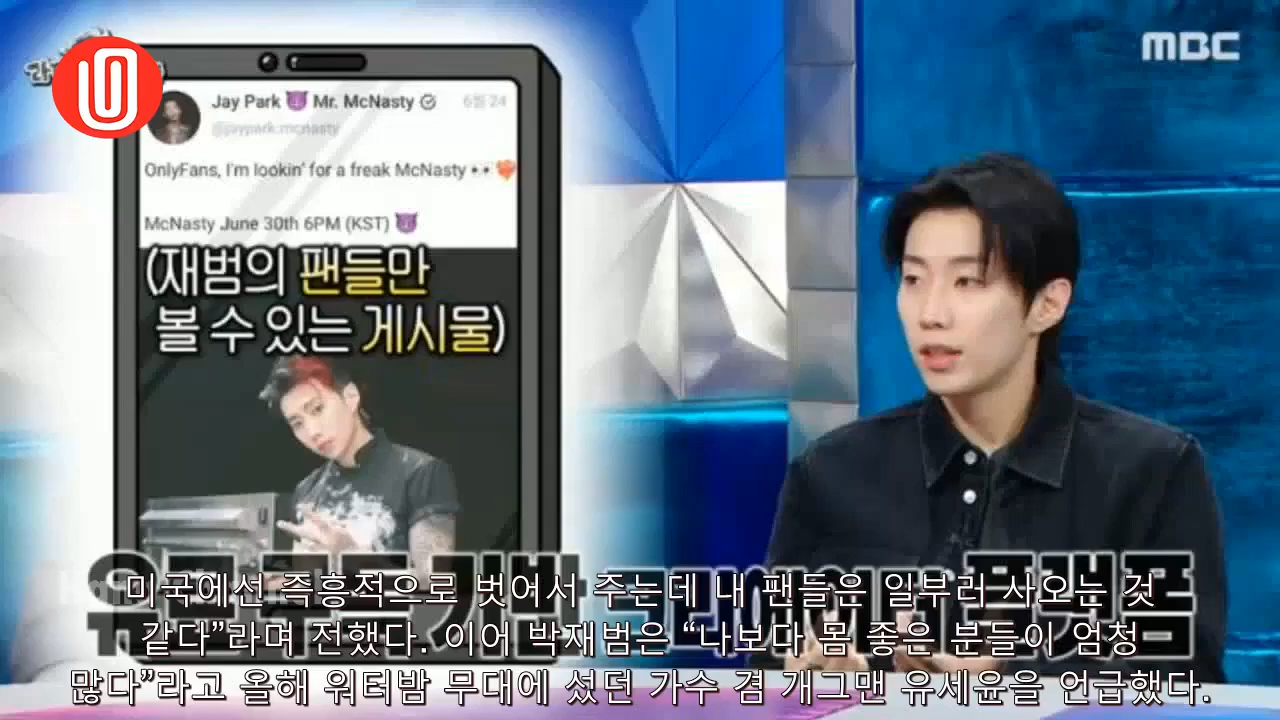 MBC
Jay Park 😈 Mr. McNasty
6월 24
@jaypark.mcnasty
OnlyFans, I'm lookin' for a freak McNasty 👀❤️‍🔥
McNasty June 30th 6PM (KST) 😈
(재범의 팬들만
볼 수 있는 게시물)
미국에선 즉흥적으로 벗어서 주는데 내 팬들은 일부러 사오는 것
같다”라며 전했다. 이어 박재범은 “나보다 몸 좋은 분들이 엄청
많다”라고 올해 워터밤 무대에 섰던 가수 겸 개그맨 유세윤을 언급했다.